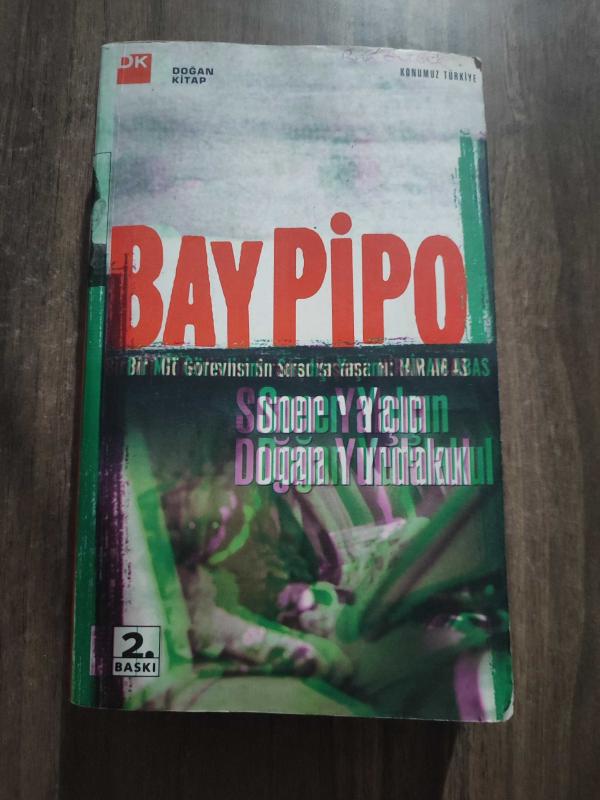 DK
DOĞAN
KİTAP
KONUMUZ TÜRKİYE
BAY PİPO
Bir MİT Görevlisinin Sıradışı Yaşamı: HİRAM ABAS
Soner Yalçın
Doğan Yurdakul
2.
BASKI